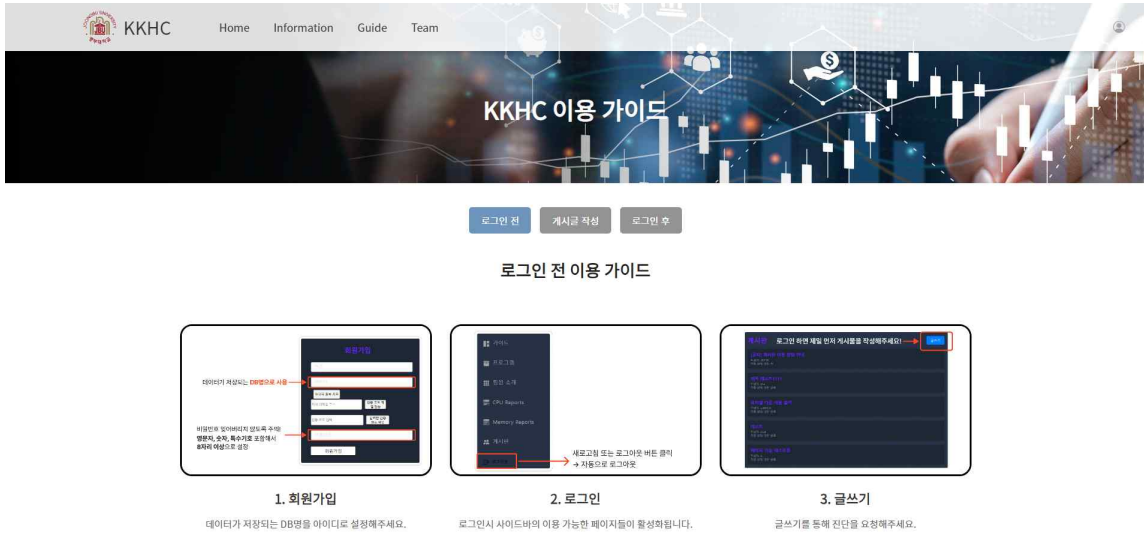 KKHC
Home Information Guide Team
KKHC 이용 가이드
로그인 전 게시글 작성 로그인 후
로그인 전 이용 가이드
회원가입
데이터가 저장되는 DB명으로 사용
비밀번호 잊어버리지 않도록 주의!
영문자, 숫자, 특수기호 포함해서
8자리 이상으로 설정
회원가입
가이드
프로그램
팀원 소개
CPU Reports
Memory Reports
게시판
새로고침 또는 로그아웃 버튼 클릭
→ 자동으로 로그아웃
게시판 로그인 하면 제일 먼저 게시물을 작성해주세요!
글쓰기
1. 회원가입
데이터가 저장되는 DB명을 아이디로 설정해주세요.
2. 로그인
로그인시 사이드바의 이용 가능한 페이지들이 활성화됩니다.
3. 글쓰기
글쓰기를 통해 진단을 요청해주세요.